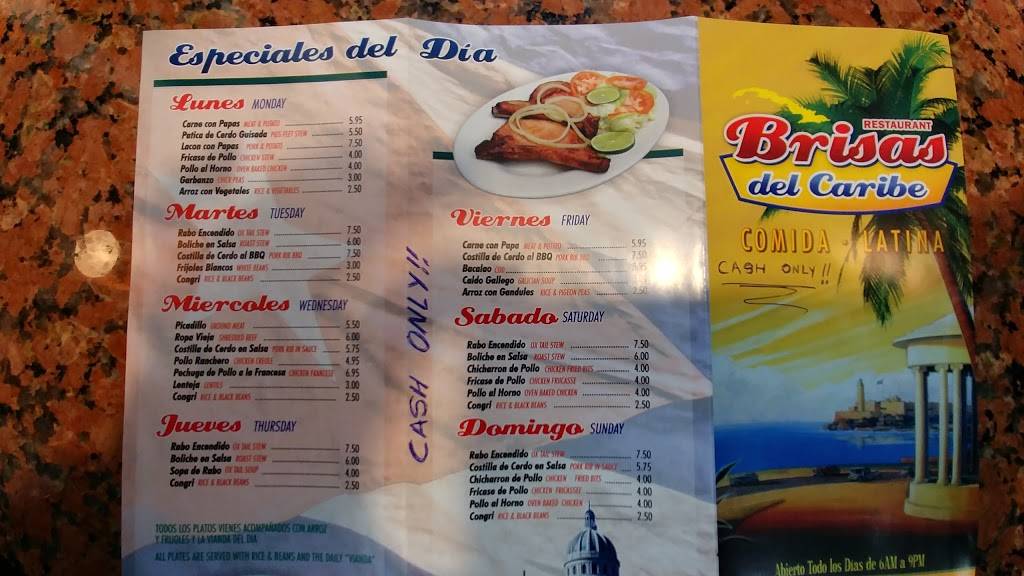 Especiales del Día
Lunes MONDAY
Carne con Papas MEAT & POTATO 5.95
Patica de Cerdo Guisada PIGS FEET STEW 5.50
Lacon con Papas PORK & POTATO 7.50
Fricase de Pollo CHICKEN STEW 4.00
Pollo al Horno OVEN BAKED CHICKEN 4.00
Garbanzo CHICK PEAS 3.00
Arroz con Vegetales RICE & VEGETABLES 2.50
Martes TUESDAY
Rabo Encendido OX TAIL STEW 7.50
Boliche en Salsa ROAST STEW 6.00
Costilla de Cerdo al BBQ PORK RIB BBQ 7.50
Frijoles Blancos WHITE BEANS 3.00
Congri RICE & BLACK BEANS 2.50
Miercoles WEDNESDAY
Picadillo GROUND MEAT 5.50
Ropa Vieja SHREDDED BEEF 6.00
Costilla de Cerdo en Salsa PORK RIB IN SAUCE 5.75
Pollo Ranchero CHICKEN CREOLE 4.95
Pechuga de Pollo a la Francesa CHICKEN FRANCESE 6.95
Lenteja LENTILS 3.00
Congri RICE & BLACK BEANS 2.50
Jueves THURSDAY
Rabo Encendido OX TAIL STEW 7.50
Boliche en Salsa ROAST STEW 6.00
Sopa de Rabo OX TAIL SOUP 4.00
Congri RICE & BLACK BEANS 2.50
TODOS LOS PLATOS VIENES ACOMPAÑADOS CON ARROZ
Y FRIJOLES Y LA VIANDA DEL DIA
ALL PLATES ARE SERVED WITH RICE & BEANS AND THE DAILY "VIANDA"
CASH ONLY!!
Viernes FRIDAY
Carne con Papa MEAT & POTATO 5.95
Costilla de Cerdo al BBQ PORK RIB BBQ 7.50
Bacalao COD
Caldo Gallego GALICIAN SOUP
Arroz con Gandules RICE & PIGEON PEAS 2.50
Sabado SATURDAY
Rabo Encendido OX TAIL STEW 7.50
Boliche en Salsa ROAST STEW 6.00
Chicharron de Pollo CHICKEN FRIED BITS 4.00
Fricase de Pollo CHICKEN FRICASSE 4.00
Pollo al Horno OVEN BAKED CHICKEN 4.00
Congri RICE & BLACK BEANS 2.50
Domingo SUNDAY
Rabo Encendido OX TAIL STEW 7.50
Costilla de Cerdo en Salsa PORK RIB IN SAUCE 5.75
Chicharron de Pollo CHICKEN FRIED BITS 4.00
Fricase de Pollo CHICKEN FRICASSEE 4.00
Pollo al Horno OVEN BAKED CHICKEN 4.00
Congri RICE & BLACK BEANS 2.50
RESTAURANT
Brisas
del Caribe
COMIDA LATINA
CASH ONLY!!
Abierto Todo los Dias de 6AM a 9PM